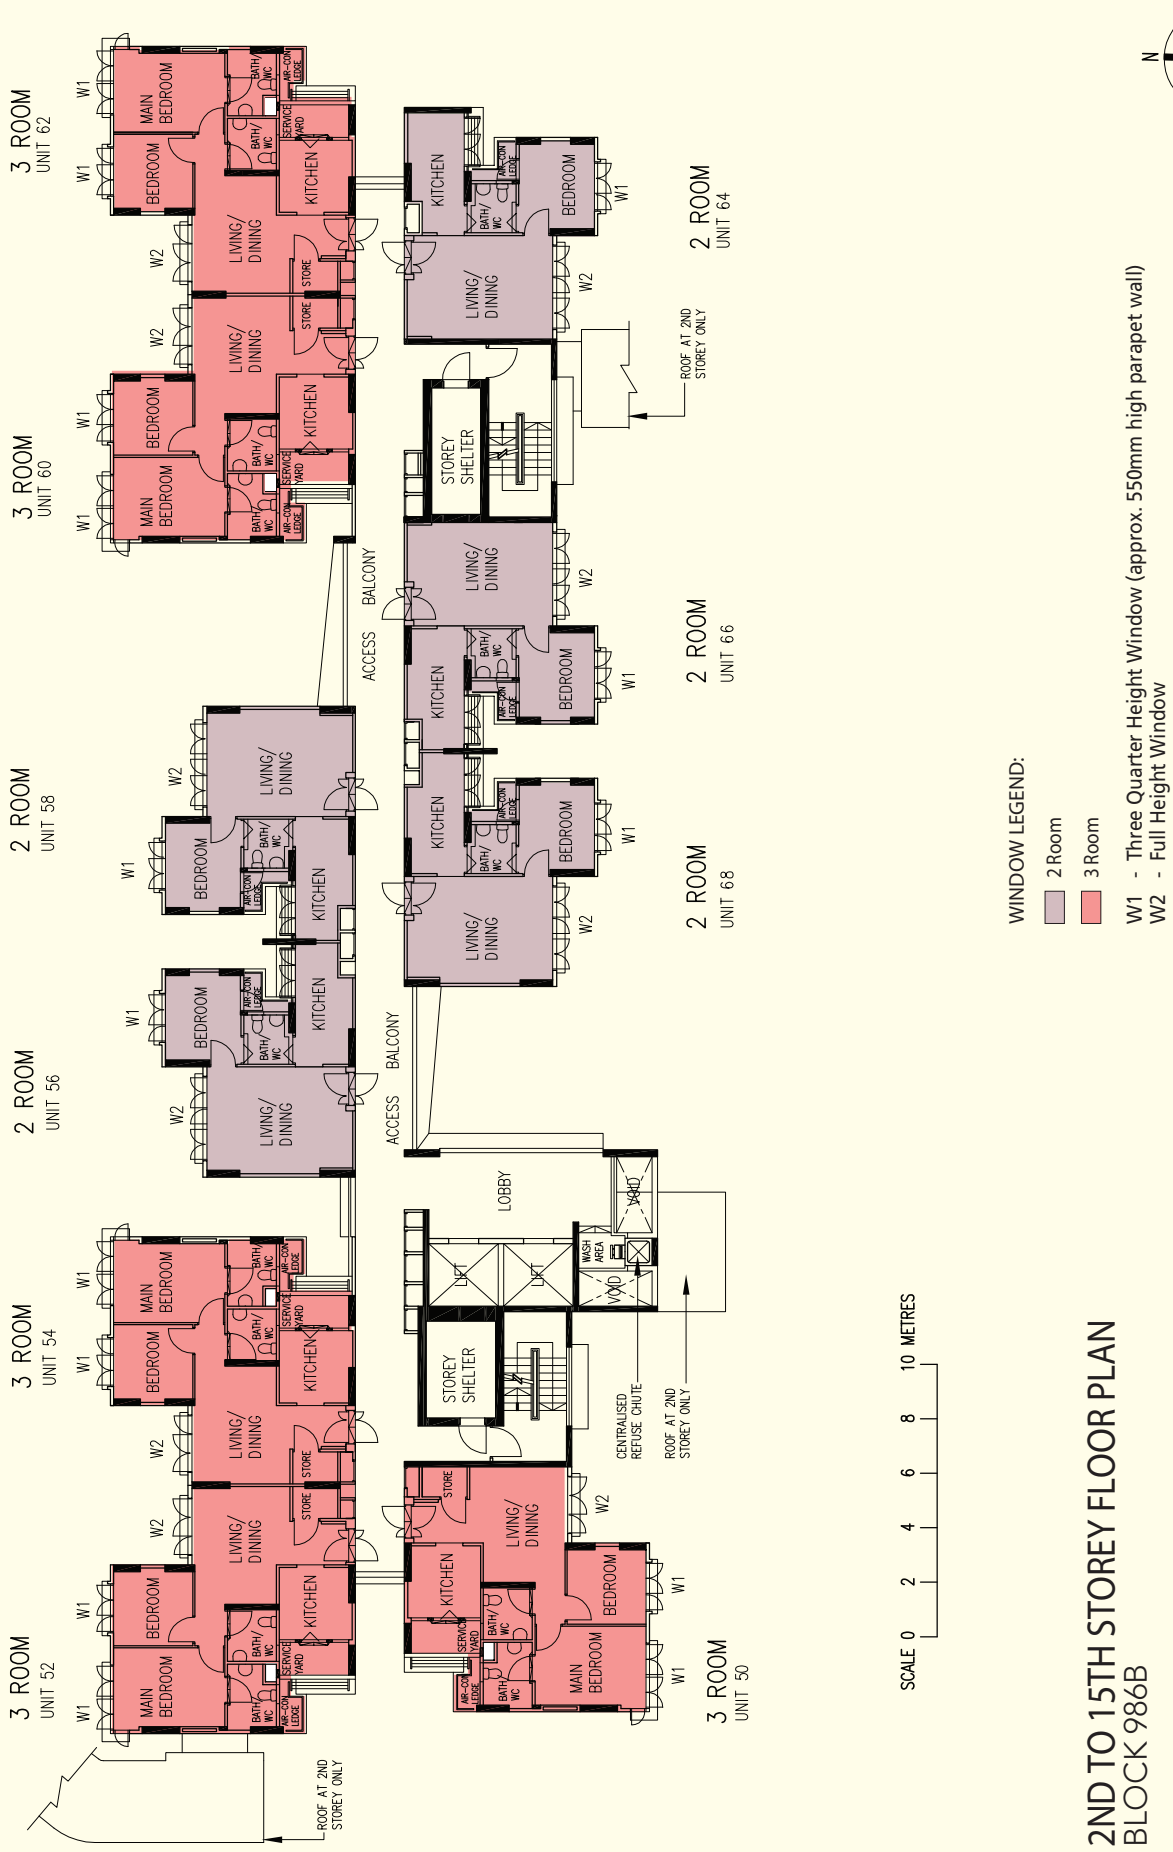 3 ROOM
UNIT 52
3 ROOM
UNIT 54
2 ROOM
UNIT 56
2 ROOM
UNIT 58
3 ROOM
UNIT 60
3 ROOM
UNIT 62
W1
W1
W2
W2
W1
W1
W2
W1
W1
W2
W1
W1
W2
W2
W1
W1
MAIN
BEDROOM
BEDROOM
LIVING/
DINING
BATH/
WC
BATH/
WC
AIR-CON
LEDGE
SERVICE
YARD
KITCHEN
STORE
LIVING/
DINING
BEDROOM
MAIN
BEDROOM
BATH/
WC
BATH/
WC
STORE
KITCHEN
SERVICE
YARD
AIR-CON
LEDGE
LIVING/
DINING
BEDROOM
BATH/
WC
AIR-CON
LEDGE
KITCHEN
BEDROOM
LIVING/
DINING
AIR-CON
LEDGE
BATH/
WC
KITCHEN
MAIN
BEDROOM
BEDROOM
LIVING/
DINING
BATH/
WC
BATH/
WC
AIR-CON
LEDGE
SERVICE
YARD
KITCHEN
STORE
LIVING/
DINING
BEDROOM
MAIN
BEDROOM
BATH/
WC
BATH/
WC
STORE
KITCHEN
SERVICE
YARD
AIR-CON
LEDGE
ROOF AT 2ND
STOREY ONLY
ACCESS BALCONY
ACCESS BALCONY
AIR-CON
LEDGE
SERVICE
YARD
KITCHEN
STORE
BATH/
WC
BATH/
WC
LIVING/
DINING
MAIN
BEDROOM
BEDROOM
W2
W1
W1
3 ROOM
UNIT 50
STOREY
SHELTER
LIFT
LIFT
LOBBY
WASH
AREA
VOID
VOID
CENTRALISED
REFUSE CHUTE
ROOF AT 2ND
STOREY ONLY
LIVING/
DINING
KITCHEN
BATH/
WC
AIR-CON
LEDGE
BEDROOM
W2
W1
2 ROOM
UNIT 68
KITCHEN
LIVING/
DINING
AIR-CON
LEDGE
BATH/
WC
BEDROOM
W1
W2
2 ROOM
UNIT 66
STOREY
SHELTER
ROOF AT 2ND
STOREY ONLY
LIVING/
DINING
KITCHEN
BATH/
WC
AIR-CON
LEDGE
BEDROOM
W2
W1
2 ROOM
UNIT 64
SCALE 0 2 4 6 8 10 METRES
WINDOW LEGEND:
2 Room
3 Room
W1 - Three Quarter Height Window (approx. 550mm high parapet wall)
W2 - Full Height Window
N
2ND TO 15TH STOREY FLOOR PLAN
BLOCK 986B